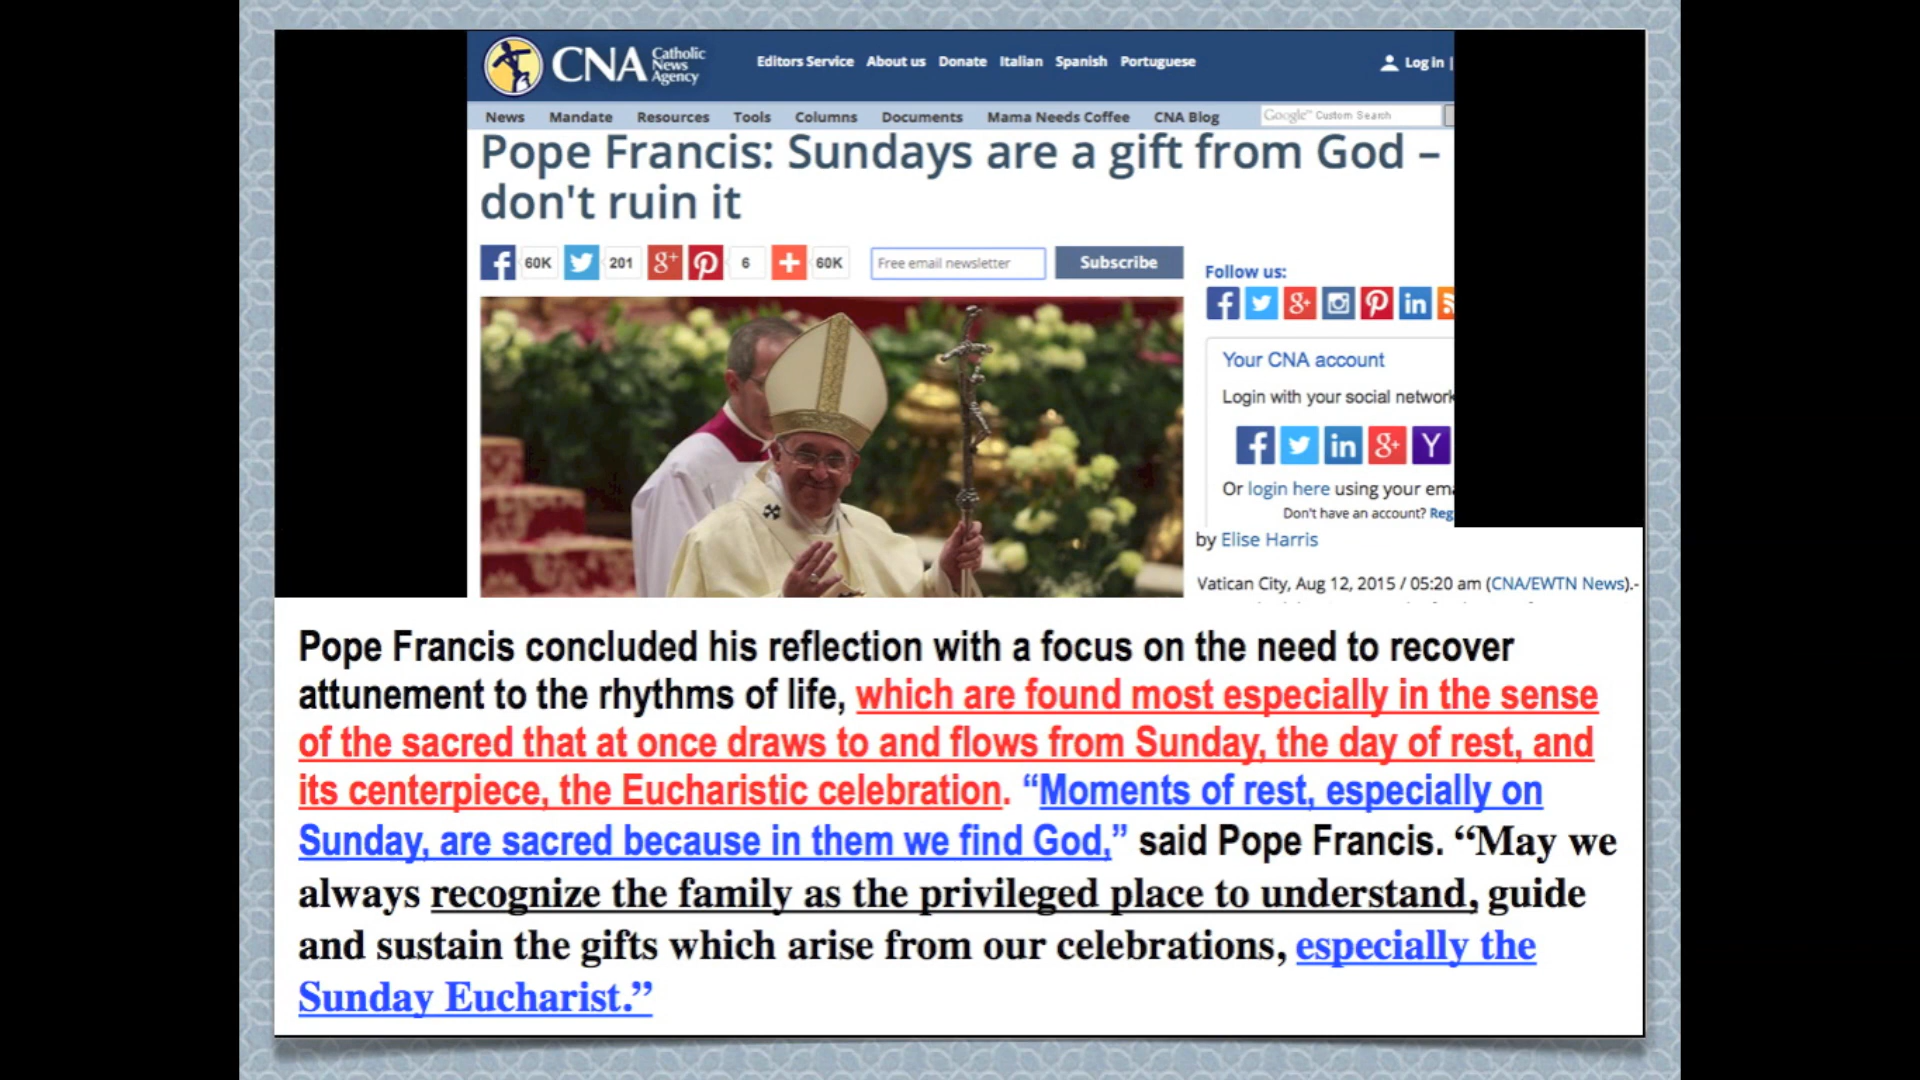 CNA Catholic News Agency
Editors Service About us Donate Italian Spanish Portuguese
Log in |
News Mandate Resources Tools Columns Documents Mama Needs Coffee CNA Blog
Google™ Custom Search
Pope Francis: Sundays are a gift from God –
don't ruin it
60K 201 6 60K
Free email newsletter
Subscribe
Follow us:
Your CNA account
Login with your social network
Or login here using your ema
Don't have an account? Reg
by Elise Harris
Vatican City, Aug 12, 2015 / 05:20 am (CNA/EWTN News).-
Pope Francis concluded his reflection with a focus on the need to recover
attunement to the rhythms of life, which are found most especially in the sense
of the sacred that at once draws to and flows from Sunday, the day of rest, and
its centerpiece, the Eucharistic celebration. “Moments of rest, especially on
Sunday, are sacred because in them we find God,” said Pope Francis. “May we
always recognize the family as the privileged place to understand, guide
and sustain the gifts which arise from our celebrations, especially the
Sunday Eucharist.”